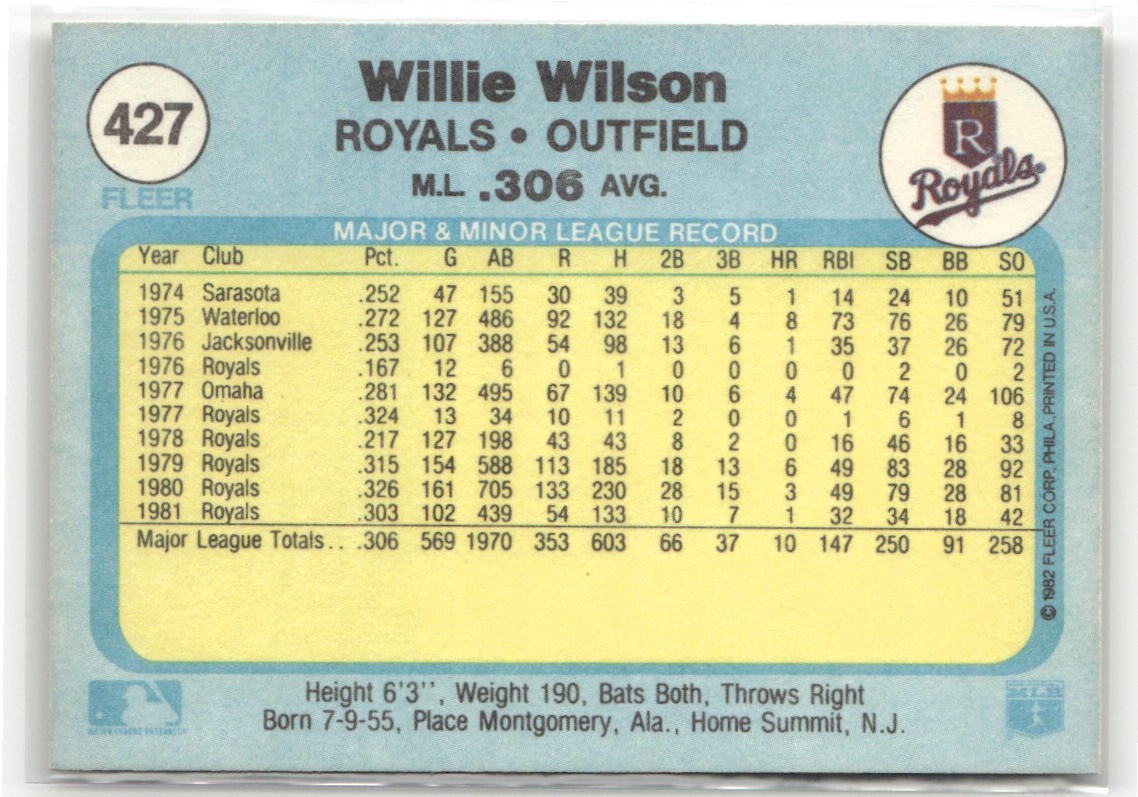 427
FLEER
Willie Wilson
ROYALS • OUTFIELD
M.L. .306 AVG.
R
Royals
MAJOR & MINOR LEAGUE RECORD
Year Club Pct. G AB R H 2B 3B HR RBI SB BB SO
1974 Sarasota .252 47 155 30 39 3 5 1 14 24 10 51
1975 Waterloo .272 127 486 92 132 18 4 8 73 76 26 79
1976 Jacksonville .253 107 388 54 98 13 6 1 35 37 26 72
1976 Royals .167 12 6 0 1 0 0 0 0 2 0 2
1977 Omaha .281 132 495 67 139 10 6 4 47 74 24 106
1977 Royals .324 13 34 10 11 2 0 0 1 6 1 8
1978 Royals .217 127 198 43 43 8 2 0 16 46 16 33
1979 Royals .315 154 588 113 185 18 13 6 49 83 28 92
1980 Royals .326 161 705 133 230 28 15 3 49 79 28 81
1981 Royals .303 102 439 54 133 10 7 1 32 34 18 42
Major League Totals . . .306 569 1970 353 603 66 37 10 147 250 91 258
© 1982 FLEER CORP., PHILA., PRINTED IN U.S.A.
Height 6'3'', Weight 190, Bats Both, Throws Right
Born 7-9-55, Place Montgomery, Ala., Home Summit, N.J.
MLB